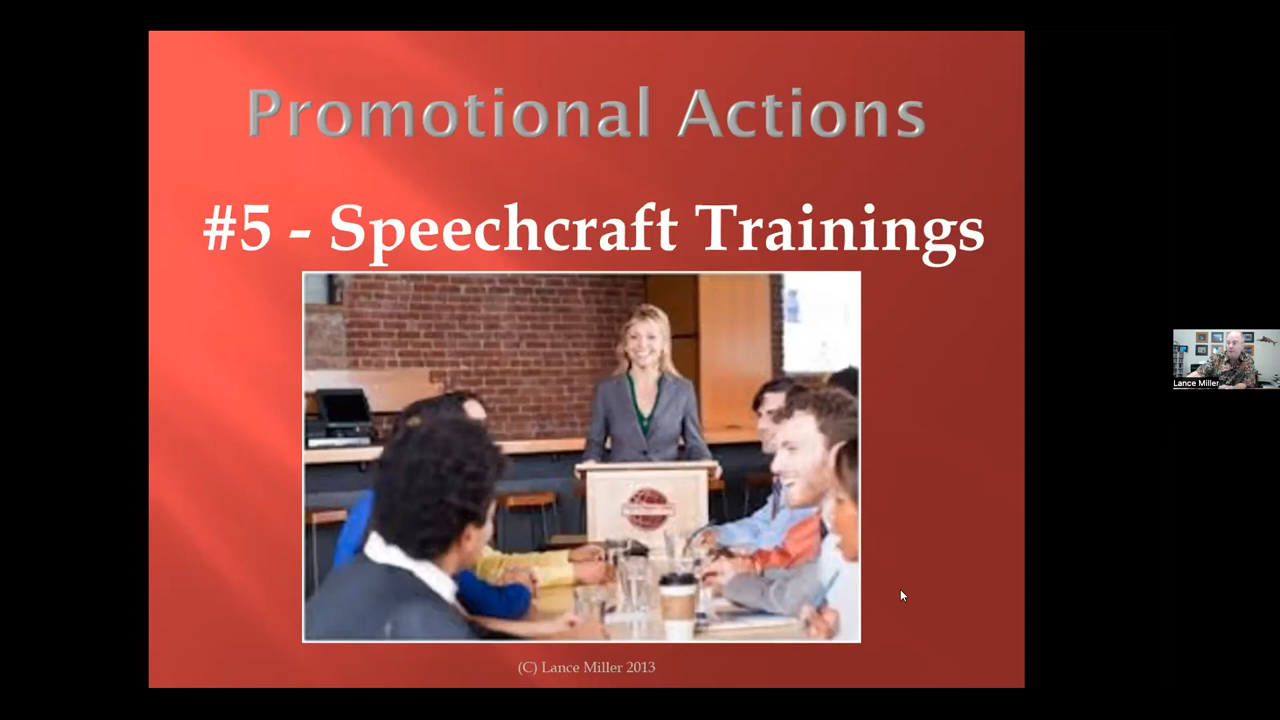 Promotional Actions
#5 - Speechcraft Trainings
(C) Lance Miller 2013
Lance Miller